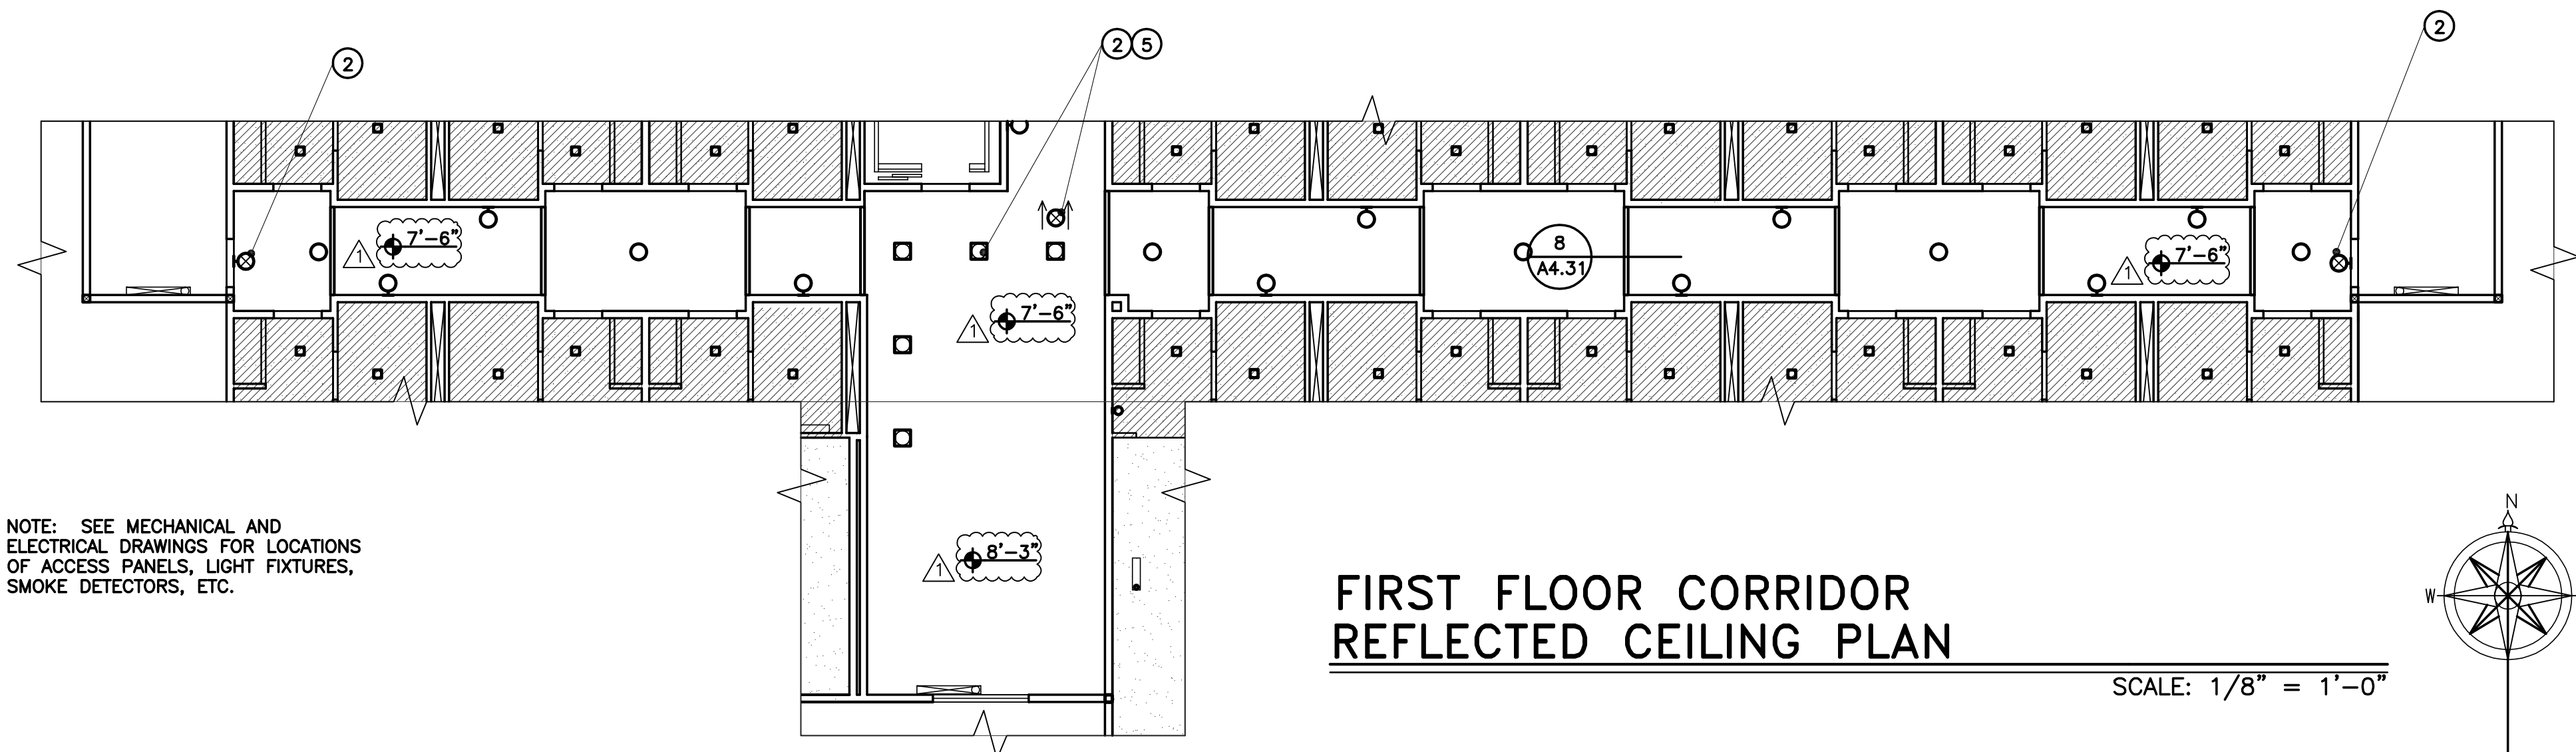 2
2 5
2
7'-6"
1
8
A4.31
7'-6"
1
7'-6"
1
8'-3"
1
NOTE: SEE MECHANICAL AND
ELECTRICAL DRAWINGS FOR LOCATIONS
OF ACCESS PANELS, LIGHT FIXTURES,
SMOKE DETECTORS, ETC.
FIRST FLOOR CORRIDOR
REFLECTED CEILING PLAN
SCALE: 1/8" = 1'-0"
N
W